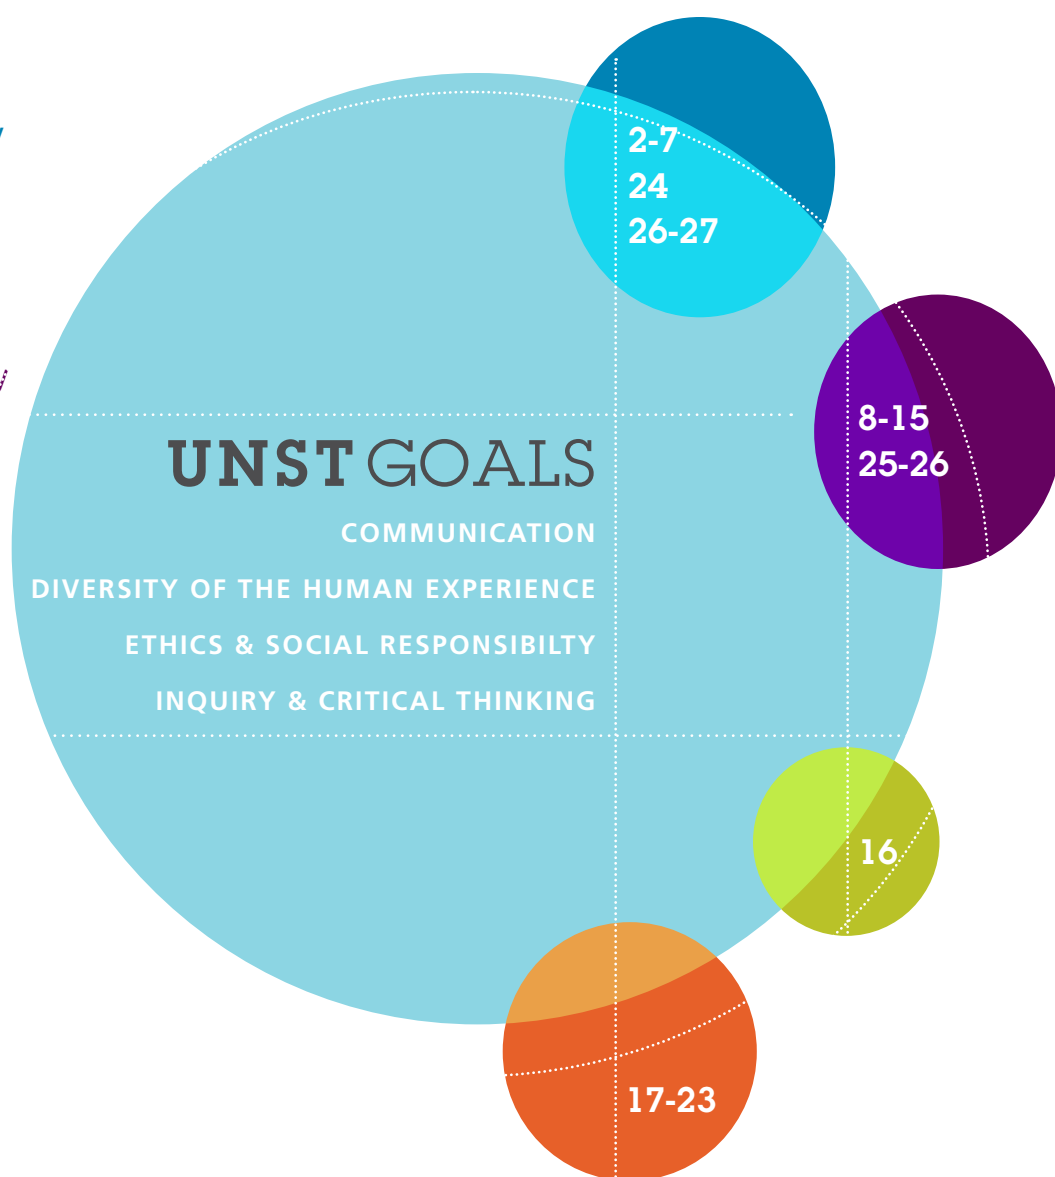 2-7
24
26-27
8-15
25-26
UNST GOALS
COMMUNICATION
DIVERSITY OF THE HUMAN EXPERIENCE
ETHICS & SOCIAL RESPONSIBILTY
INQUIRY & CRITICAL THINKING
16
17-23